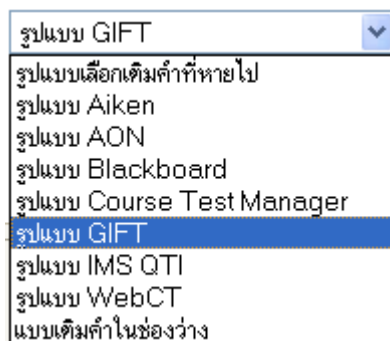 รูปแบบ GIFT
รูปแบบเลือกเติมคำที่หายไป
รูปแบบ Aiken
รูปแบบ AON
รูปแบบ Blackboard
รูปแบบ Course Test Manager
รูปแบบ GIFT
รูปแบบ IMS QTI
รูปแบบ WebCT
แบบเติมคำในช่องว่าง